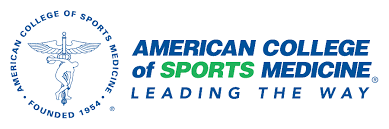 AMERICAN COLLEGE OF SPORTS MEDICINE
• FOUNDED 1954 •
®
AMERICAN COLLEGE
of SPORTS MEDICINE®
LEADING THE WAY